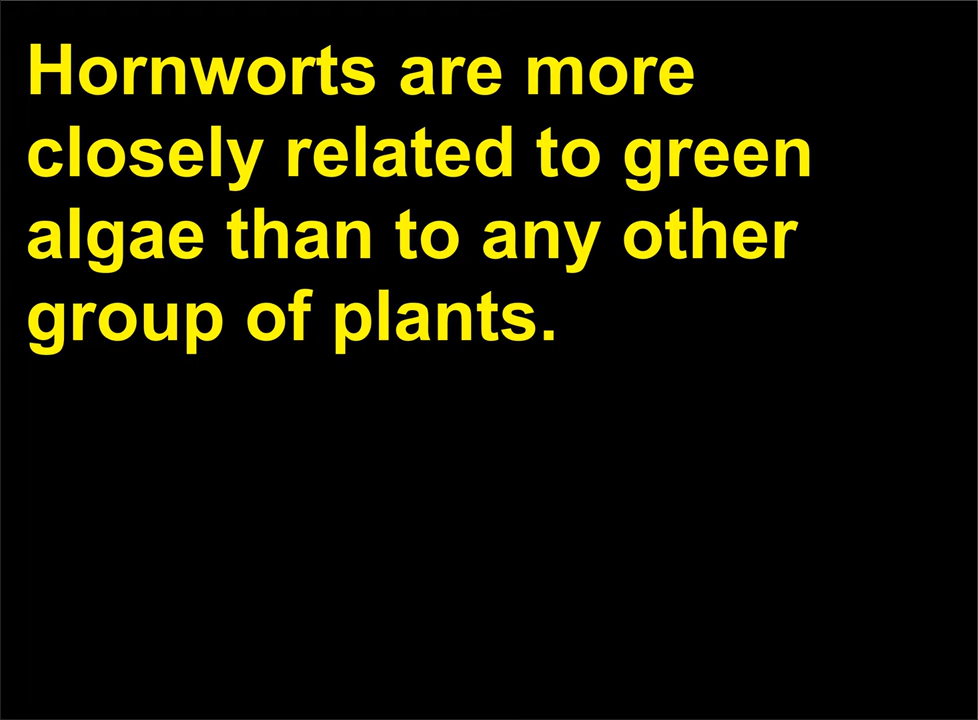 Hornworts are more
closely related to green
algae than to any other
group of plants.